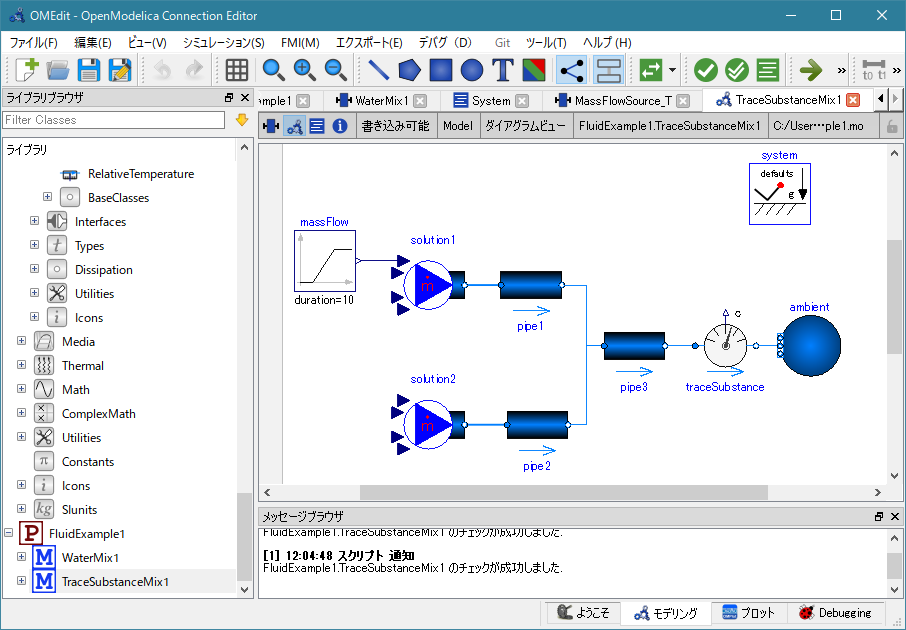 OMEdit - OpenModelica Connection Editor
ファイル(F) 編集(E) ビュー(V) シミュレーション(S) FMI(M) エクスポート(E) デバグ (D) Git ツール(T) ヘルプ (H)
T
to t1
»
»
ライブラリブラウザ
Filter Classes
ライブラリ
RelativeTemperature
BaseClasses
Interfaces
t Types
Dissipation
Utilities
i Icons
Media
Thermal
Math
ComplexMath
Utilities
π Constants
i Icons
kg SIunits
P FluidExample1
M WaterMix1
M TraceSubstanceMix1
mple1 WaterMix1 System MassFlowSource_T TraceSubstanceMix1
書き込み可能 Model ダイアグラムビュー FluidExample1.TraceSubstanceMix1 C:/User…ple1.mo
system
defaults
g
massFlow
duration=10
solution1
m
pipe1
solution2
m
pipe2
pipe3
C
traceSubstance
ambient
メッセージブラウザ
FluidExample1.TraceSubstanceMix1 のチェックが成功しました.
[1] 12:04:48 スクリプト 通知
FluidExample1.TraceSubstanceMix1 のチェックが成功しました.
ようこそ モデリング プロット Debugging